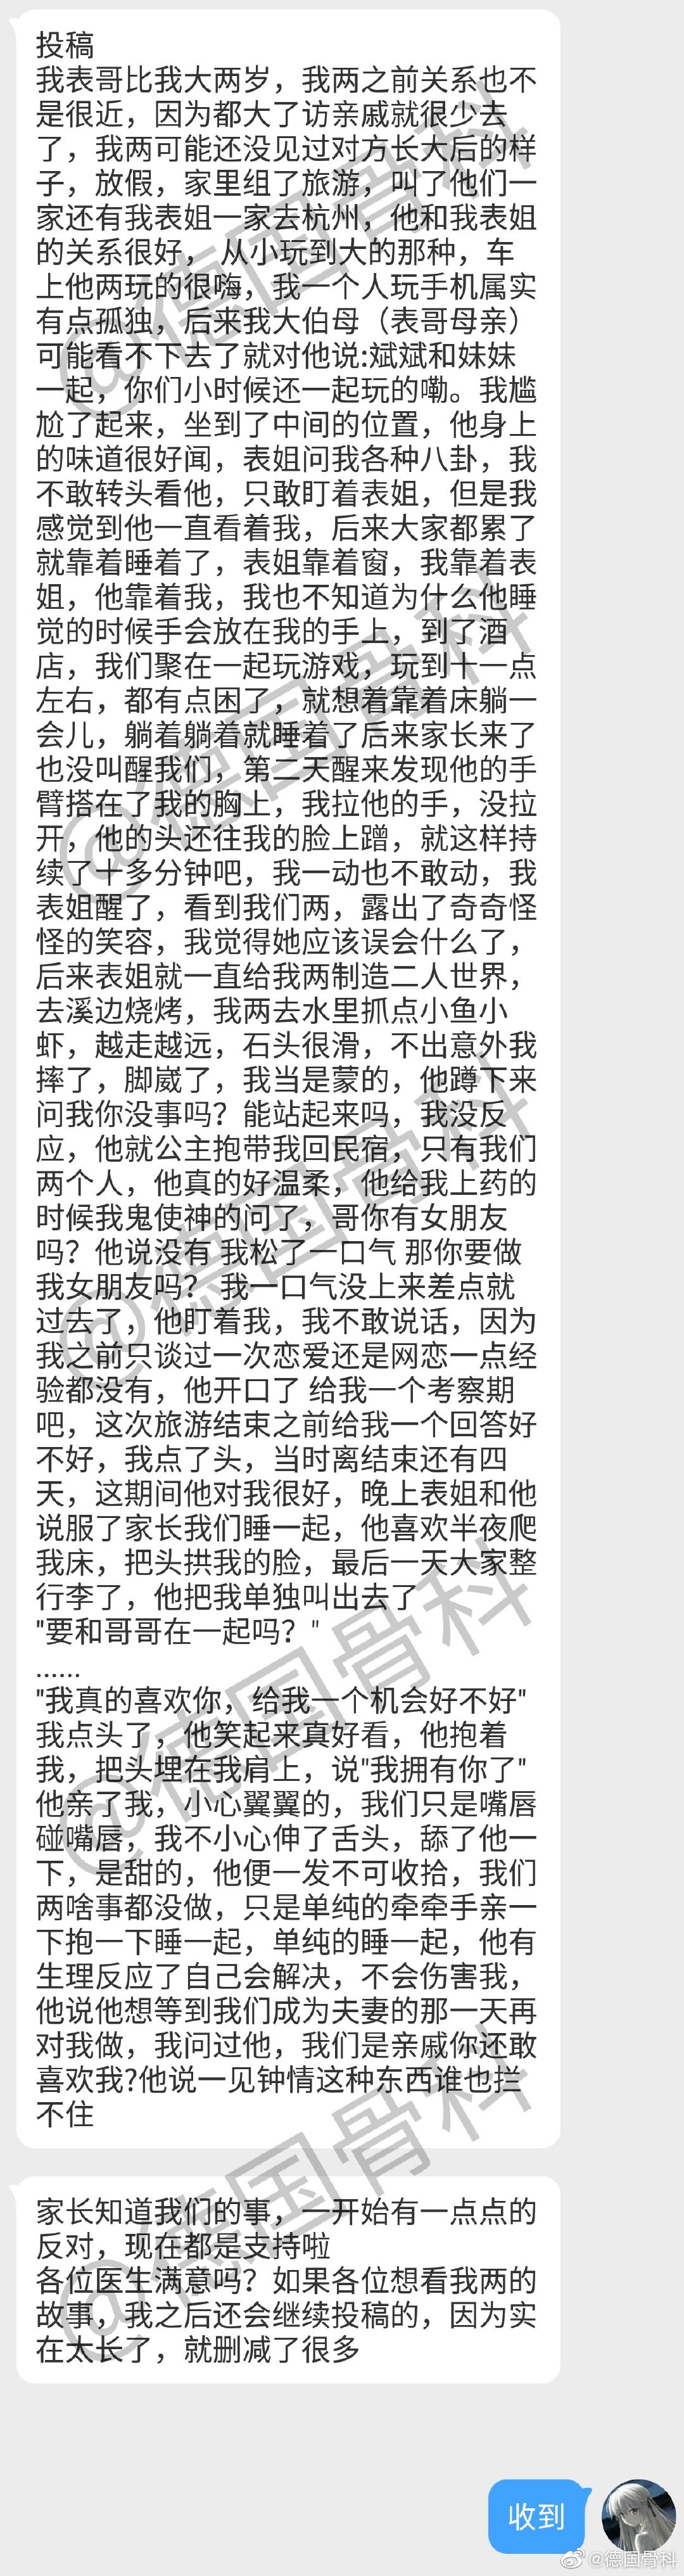 投稿
我表哥比我大两岁，我两之前关系也不
是很近，因为都大了访亲戚就很少去
了，我两可能还没见过对方长大后的样
子，放假，家里组了旅游，叫了他们一
家还有我表姐一家去杭州，他和我表姐
的关系很好， 从小玩到大的那种，车
上他两玩的很嗨，我一个人玩手机属实
有点孤独，后来我大伯母（表哥母亲）
可能看不下去了就对他说:斌斌和妹妹
一起，你们小时候还一起玩的嘞。我尴
尬了起来，坐到了中间的位置，他身上
的味道很好闻，表姐问我各种八卦，我
不敢转头看他，只敢盯着表姐，但是我
感觉到他一直看着我，后来大家都累了
就靠着睡着了，表姐靠着窗，我靠着表
姐，他靠着我，我也不知道为什么他睡
觉的时候手会放在我的手上，到了酒
店，我们聚在一起玩游戏，玩到十一点
左右，都有点困了，就想着靠着床躺一
会儿，躺着躺着就睡着了后来家长来了
也没叫醒我们，第二天醒来发现他的手
臂搭在了我的胸上，我拉他的手，没拉
开，他的头还往我的脸上蹭，就这样持
续了十多分钟吧，我一动也不敢动，我
表姐醒了，看到我们两，露出了奇奇怪
怪的笑容，我觉得她应该误会什么了，
后来表姐就一直给我两制造二人世界，
去溪边烧烤，我两去水里抓点小鱼小
虾，越走越远，石头很滑，不出意外我
摔了，脚崴了，我当是蒙的，他蹲下来
问我你没事吗？能站起来吗，我没反
应，他就公主抱带我回民宿，只有我们
两个人，他真的好温柔，他给我上药的
时候我鬼使神的问了，哥你有女朋友
吗？他说没有 我松了一口气 那你要做
我女朋友吗？ 我一口气没上来差点就
过去了，他盯着我，我不敢说话，因为
我之前只谈过一次恋爱还是网恋一点经
验都没有，他开口了 给我一个考察期
吧，这次旅游结束之前给我一个回答好
不好，我点了头，当时离结束还有四
天，这期间他对我很好，晚上表姐和他
说服了家长我们睡一起，他喜欢半夜爬
我床，把头拱我的脸，最后一天大家整
行李了，他把我单独叫出去了
"要和哥哥在一起吗？"
......
"我真的喜欢你，给我一个机会好不好"
我点头了，他笑起来真好看，他抱着
我，把头埋在我肩上，说"我拥有你了"
他亲了我，小心翼翼的，我们只是嘴唇
碰嘴唇，我不小心伸了舌头，舔了他一
下，是甜的，他便一发不可收拾，我们
两啥事都没做，只是单纯的牵牵手亲一
下抱一下睡一起，单纯的睡一起，他有
生理反应了自己会解决，不会伤害我，
他说他想等到我们成为夫妻的那一天再
对我做，我问过他，我们是亲戚你还敢
喜欢我?他说一见钟情这种东西谁也拦
不住
家长知道我们的事，一开始有一点点的
反对，现在都是支持啦
各位医生满意吗？如果各位想看我两的
故事，我之后还会继续投稿的，因为实
在太长了，就删减了很多
收到
@德国骨科
@德国骨科
@德国骨科
@德国骨科
@德国骨科
@德国骨科